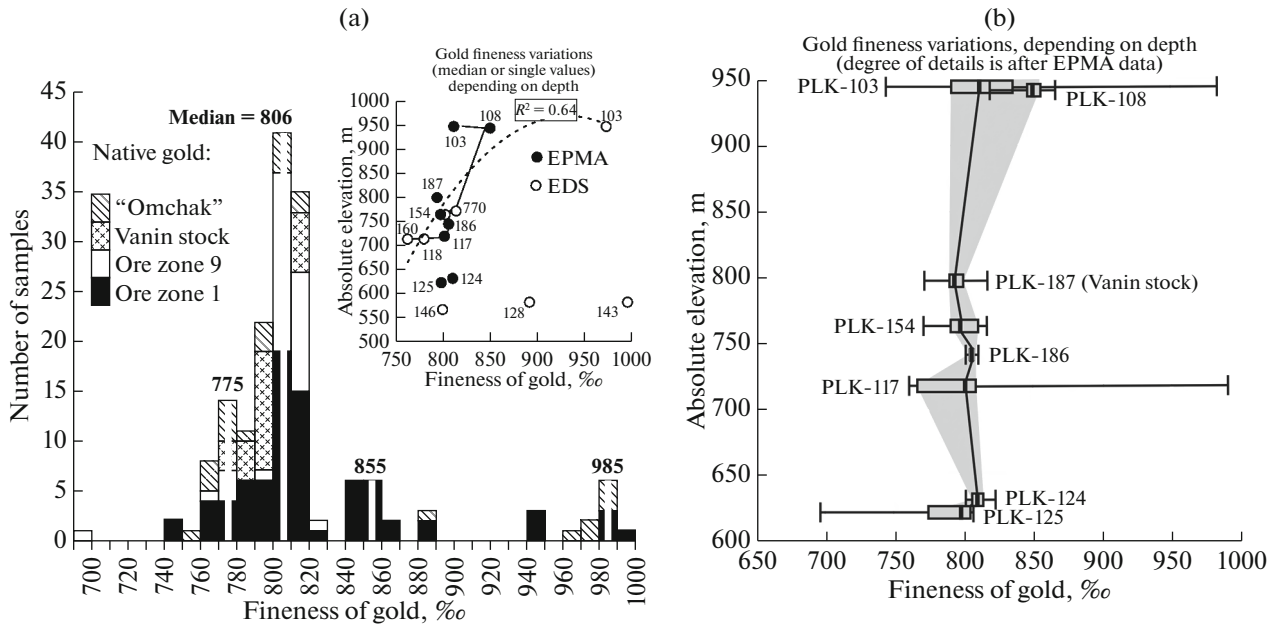 (a)
Gold fineness variations
(median or single values)
depending on depth
45
40
35
30
25
20
15
10
5
0
Number of samples
Median = 806
Native gold:
"Omchak"
Vanin stock
Ore zone 9
Ore zone 1
775
855
985
700
720
740
760
780
800
820
840
860
880
900
920
940
960
980
1000
Fineness of gold, ‰
1000
950
900
850
800
750
700
650
600
550
500
Absolute elevation, m
R² = 0.64
108
103
103
EPMA
EDS
187
154
770
160
186
118
117
125
124
146
128
143
750
800
850
900
950
1000
Fineness of gold, ‰
(b)
Gold fineness variations, depending on depth
(degree of details is after EPMA data)
950
900
800
700
600
Absolute elevation, m
PLK-103
PLK-108
PLK-187 (Vanin stock)
PLK-154
PLK-186
PLK-117
PLK-124
PLK-125
650
700
750
800
850
900
950
1000
Fineness of gold, ‰